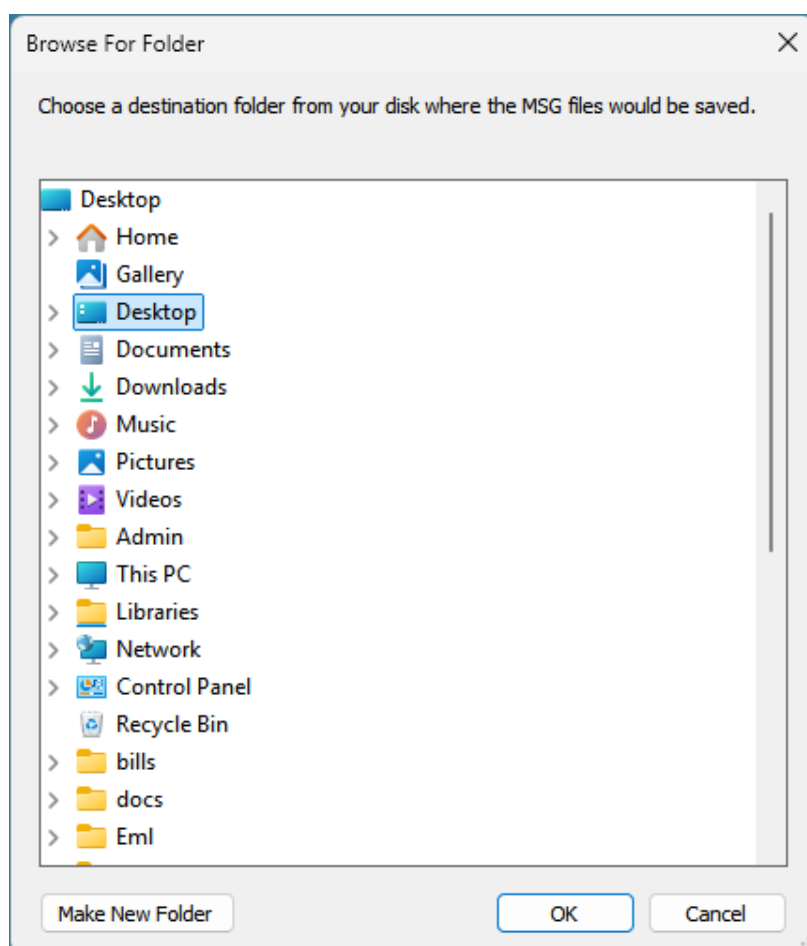 Browse For Folder
Choose a destination folder from your disk where the MSG files would be saved.
Desktop
Home
Gallery
Desktop
Documents
Downloads
Music
Pictures
Videos
Admin
This PC
Libraries
Network
Control Panel
Recycle Bin
bills
docs
Eml
Make New Folder
OK
Cancel